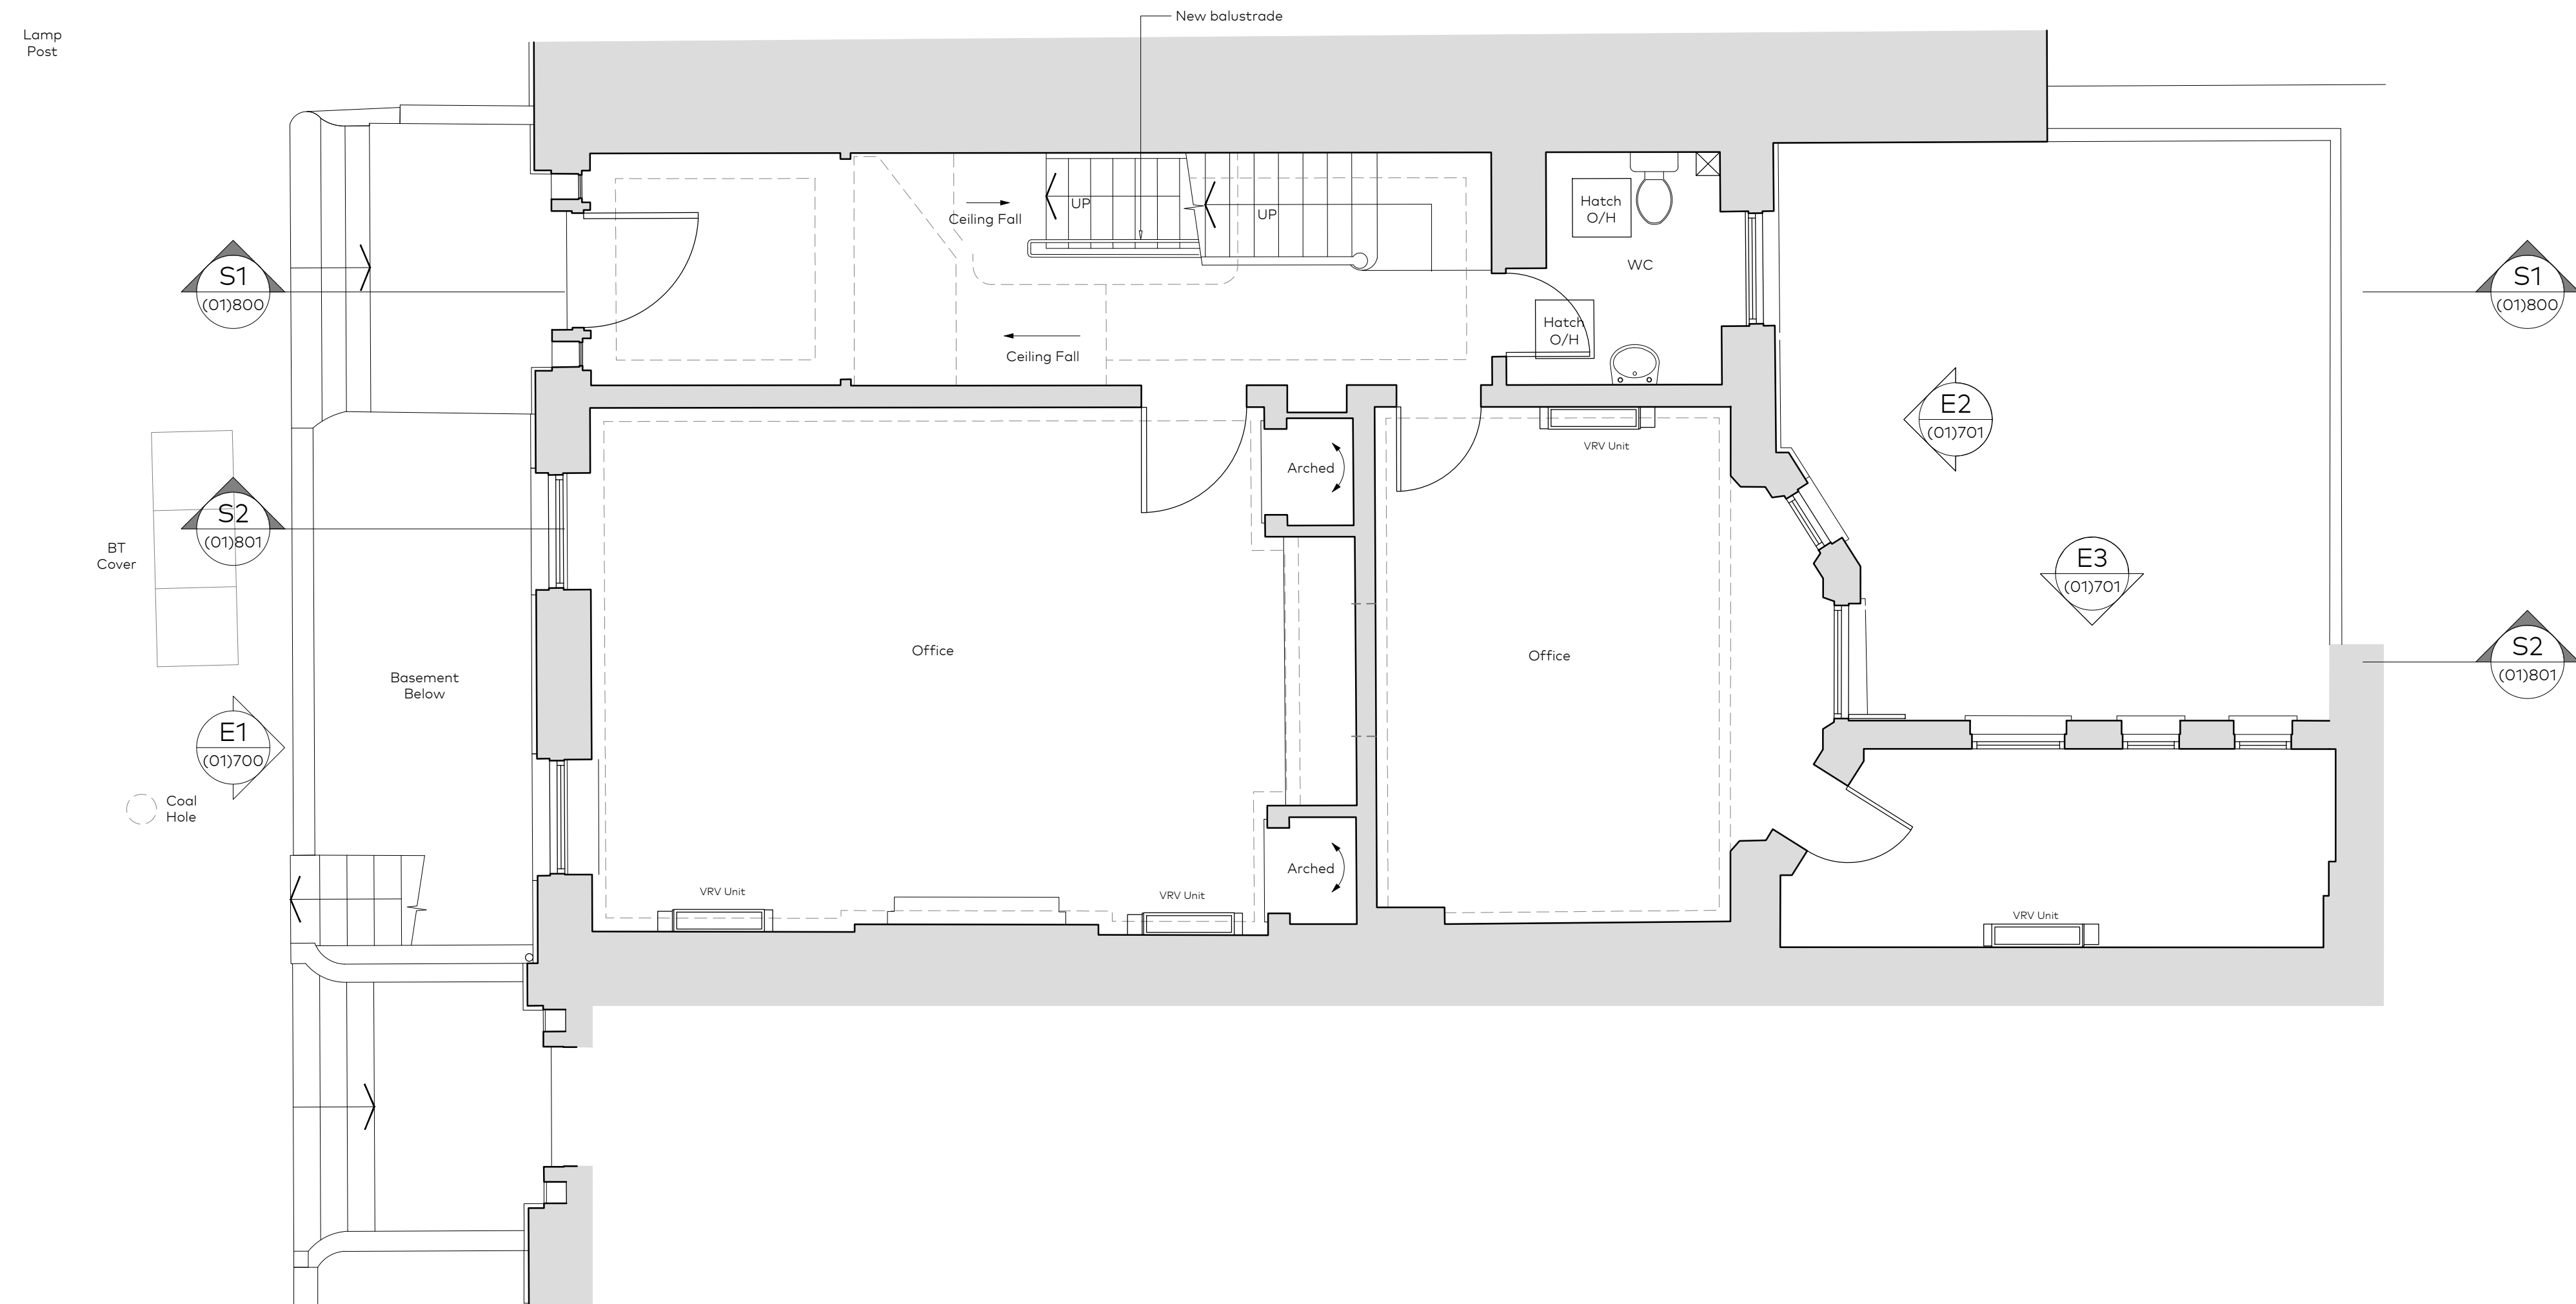 New balustrade
Lamp
Post
UP
UP
Ceiling Fall
Ceiling Fall
Hatch
O/H
WC
Hatch
O/H
S1
(01)800
S1
(01)800
E2
(01)701
VRV Unit
Arched
S2
(01)801
BT
Cover
E3
(01)701
Office
Office
S2
(01)801
Basement
Below
E1
(01)700
Coal
Hole
Arched
VRV Unit
VRV Unit
VRV Unit